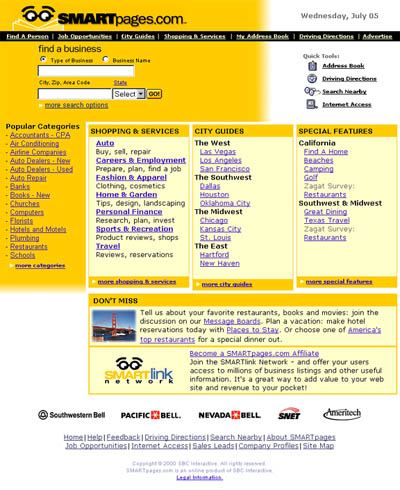 SMARTpages.com
Wednesday, July 05
Find A Person | Job Opportunities | City Guides | Shopping & Services | My Address Book | Driving Directions | Advertise
find a business
Type of Business Business Name
City, Zip, Area Code State
Select GO!
more search options
Quick Tools:
Address Book
Driving Directions
Search Nearby
Internet Access
Popular Categories
- Accountants - CPA
- Air Conditioning
- Airline Companies
- Auto Dealers - New
- Auto Dealers - Used
- Auto Repair
- Banks
- Books - New
- Churches
- Computers
- Florists
- Hotels and Motels
- Plumbing
- Restaurants
- Schools
more categories
SHOPPING & SERVICES
Auto
Buy, sell, repair
Careers & Employment
Prepare, plan, find a job
Fashion & Apparel
Clothing, cosmetics
Home & Garden
Tips, design, landscaping
Personal Finance
Research, plan, invest
Sports & Recreation
Product reviews, shops
Travel
Reviews, reservations
more shopping & services
CITY GUIDES
The West
Las Vegas
Los Angeles
San Francisco
The Southwest
Dallas
Houston
Oklahoma City
The Midwest
Chicago
Kansas City
St. Louis
The East
Hartford
New Haven
more city guides
SPECIAL FEATURES
California
Find A Home
Beaches
Camping
Golf
Zagat Survey:
Restaurants
Southwest & Midwest
Great Dining
Texas Travel
Zagat Survey:
Restaurants
more special features
DON'T MISS
Tell us about your favorite restaurants, books and movies: join the
discussion on our Message Boards. Plan a vacation: make hotel
reservations today with Places to Stay. Or choose one of America's
top restaurants for a special dinner out.
SMARTlink
network
Become a SMARTpages.com Affiliate
Join the SMARTlink Network - and offer your users
access to millions of business listings and other useful
information. It's a great way to add value to your web
site and revenue to your pocket!
Southwestern Bell PACIFIC BELL NEVADA BELL SNET Ameritech
Home | Help | Feedback | Driving Directions | Search Nearby | About SMARTpages
Job Opportunities | Internet Access | Sales Leads | Company Profiles | Site Map
Copyright © 2000 SBC Interactive. All rights reserved.
SMARTpages.com is an online product of SBC Interactive.
Legal Information.